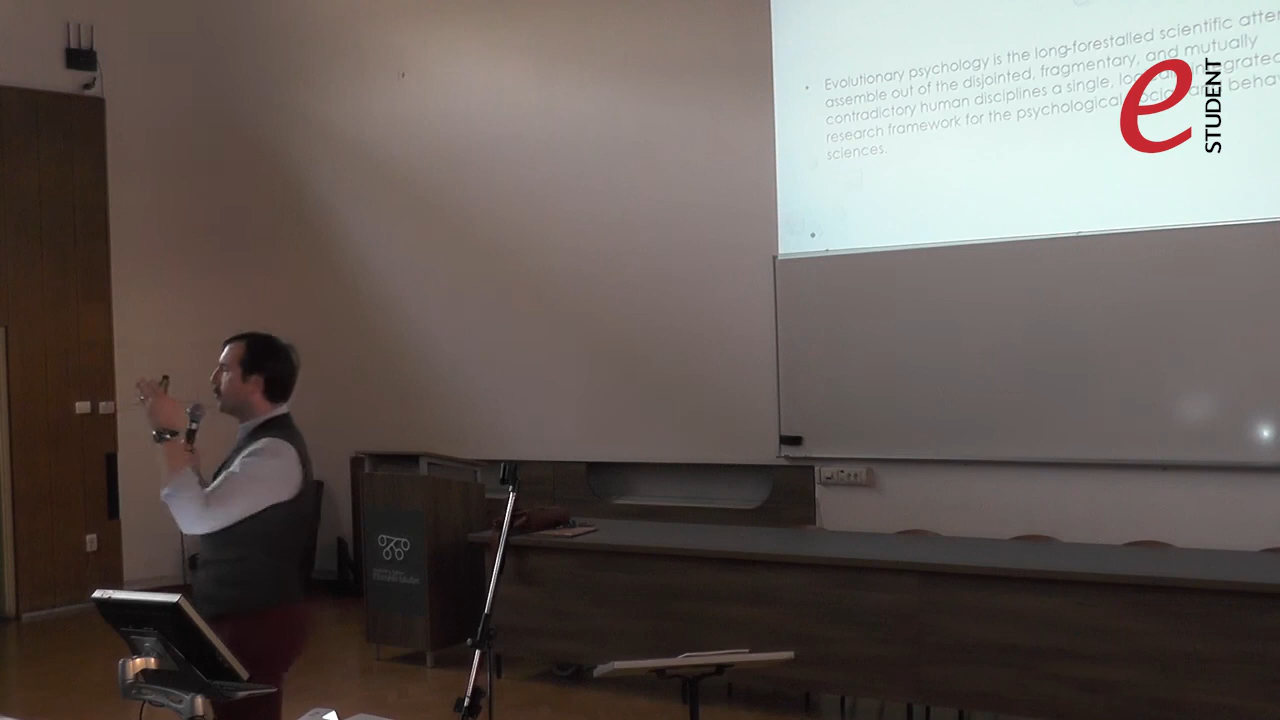 Evolutionary psychology is the long-forestalled scientific
assemble out of the disjointed, fragmentary, and mutually
contradictory human disciplines a single,
research framework for the psychological,
sciences.
e
STUDENT